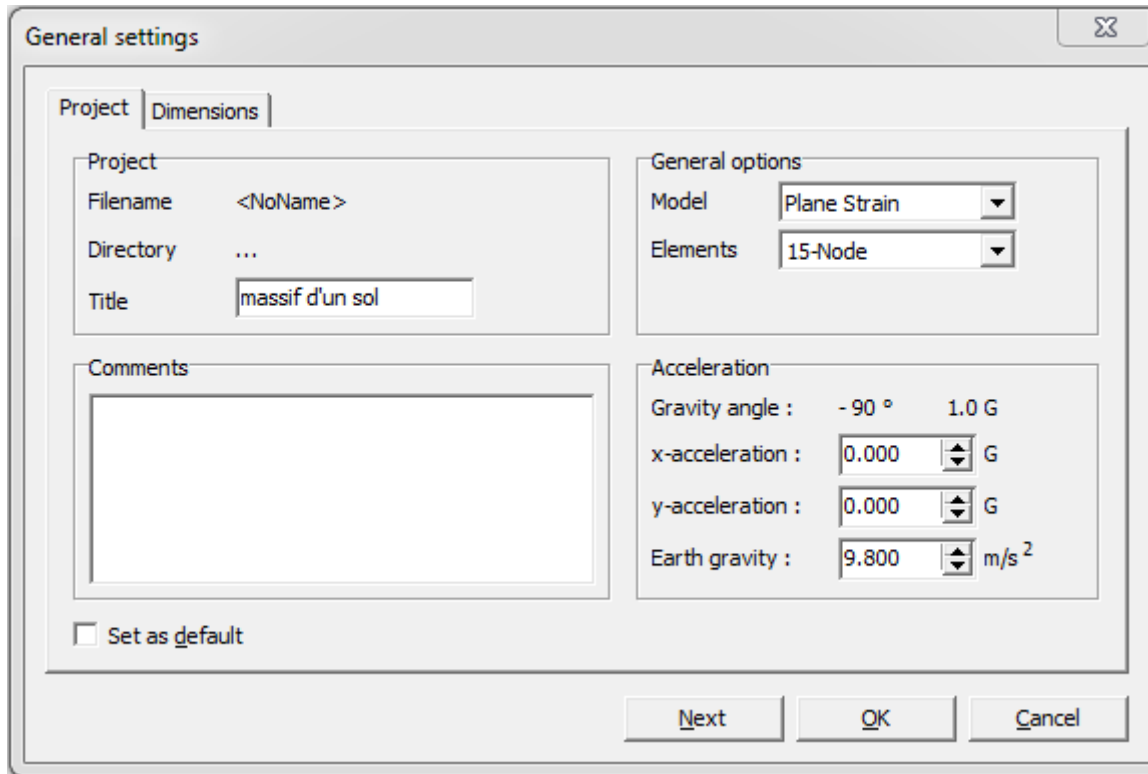 General settings
Project
Dimensions
Project
Filename <NoName>
Directory ...
Title massif d'un sol
General options
Model Plane Strain
Elements 15-Node
Comments
Acceleration
Gravity angle : - 90 ° 1.0 G
x-acceleration : 0.000 G
y-acceleration : 0.000 G
Earth gravity : 9.800 m/s 2
Set as default
Next
OK
Cancel